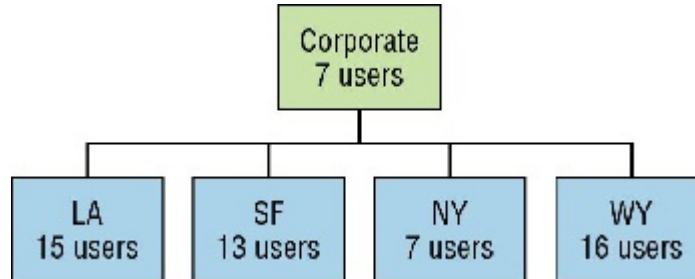 Corporate
7 users
LA
15 users
SF
13 users
NY
7 users
WY
16 users